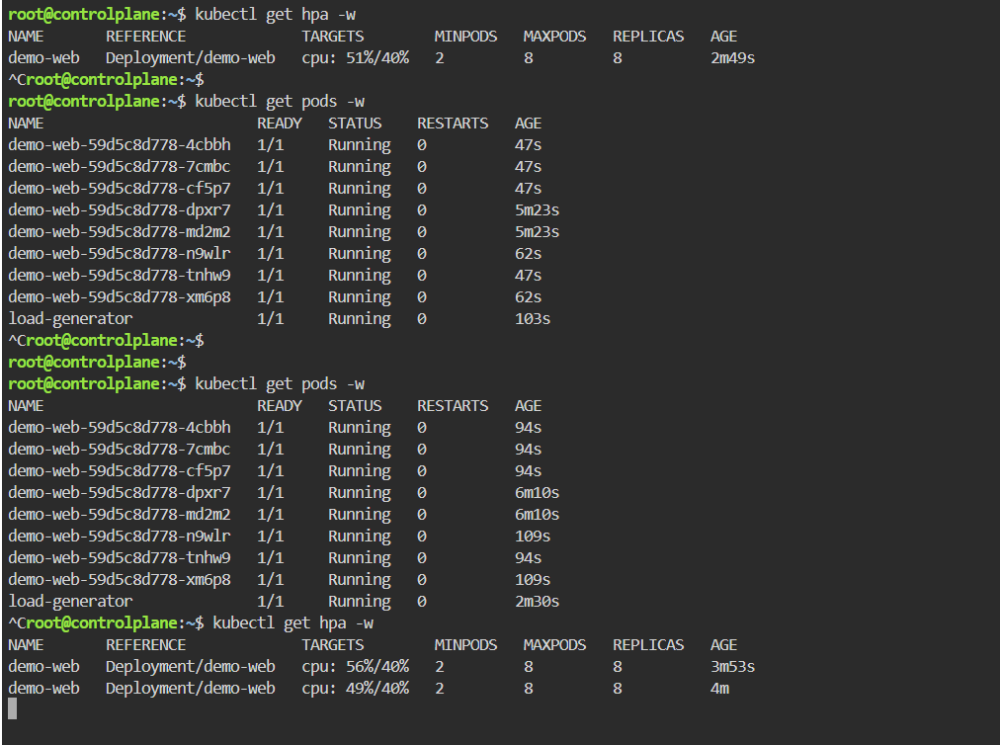 root@controlplane:~$ kubectl get hpa -w
NAME       REFERENCE             TARGETS       MINPODS   MAXPODS   REPLICAS   AGE
demo-web   Deployment/demo-web   cpu: 51%/40%   2         8         8          2m49s
^Croot@controlplane:~$
root@controlplane:~$ kubectl get pods -w
NAME                        READY   STATUS    RESTARTS   AGE
demo-web-59d5c8d778-4cbbh   1/1     Running   0          47s
demo-web-59d5c8d778-7cmbc   1/1     Running   0          47s
demo-web-59d5c8d778-cf5p7   1/1     Running   0          47s
demo-web-59d5c8d778-dpxr7   1/1     Running   0          5m23s
demo-web-59d5c8d778-md2m2   1/1     Running   0          5m23s
demo-web-59d5c8d778-n9wlr   1/1     Running   0          62s
demo-web-59d5c8d778-tnhw9   1/1     Running   0          47s
demo-web-59d5c8d778-xm6p8   1/1     Running   0          62s
load-generator              1/1     Running   0          103s
^Croot@controlplane:~$
root@controlplane:~$
root@controlplane:~$ kubectl get pods -w
NAME                        READY   STATUS    RESTARTS   AGE
demo-web-59d5c8d778-4cbbh   1/1     Running   0          94s
demo-web-59d5c8d778-7cmbc   1/1     Running   0          94s
demo-web-59d5c8d778-cf5p7   1/1     Running   0          94s
demo-web-59d5c8d778-dpxr7   1/1     Running   0          6m10s
demo-web-59d5c8d778-md2m2   1/1     Running   0          6m10s
demo-web-59d5c8d778-n9wlr   1/1     Running   0          109s
demo-web-59d5c8d778-tnhw9   1/1     Running   0          94s
demo-web-59d5c8d778-xm6p8   1/1     Running   0          109s
load-generator              1/1     Running   0          2m30s
^Croot@controlplane:~$ kubectl get hpa -w
NAME       REFERENCE             TARGETS       MINPODS   MAXPODS   REPLICAS   AGE
demo-web   Deployment/demo-web   cpu: 56%/40%   2         8         8          3m53s
demo-web   Deployment/demo-web   cpu: 49%/40%   2         8         8          4m